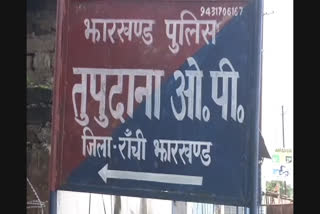 9431706167
झारखण्ड पुलिस
तुपुदाना ओ.पी.
जिला-राँची झारखण्ड